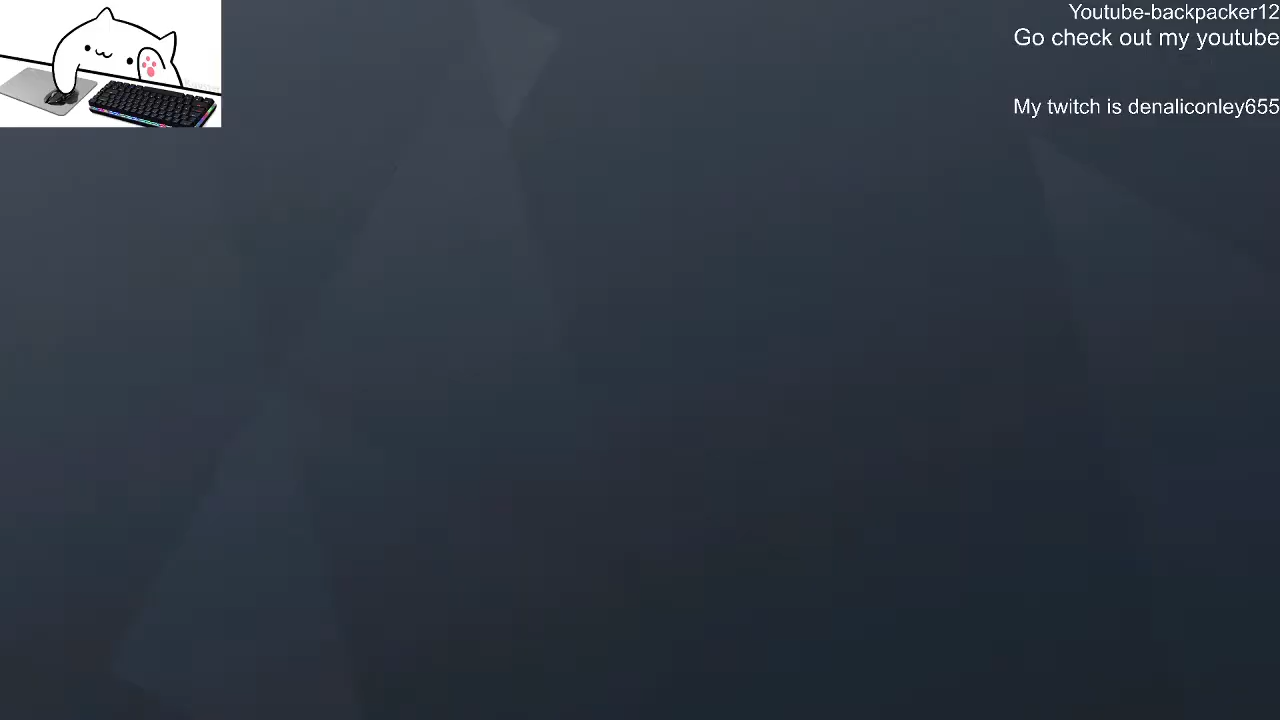 Youtube-backpacker12
Go check out my youtube
My twitch is denaliconley655